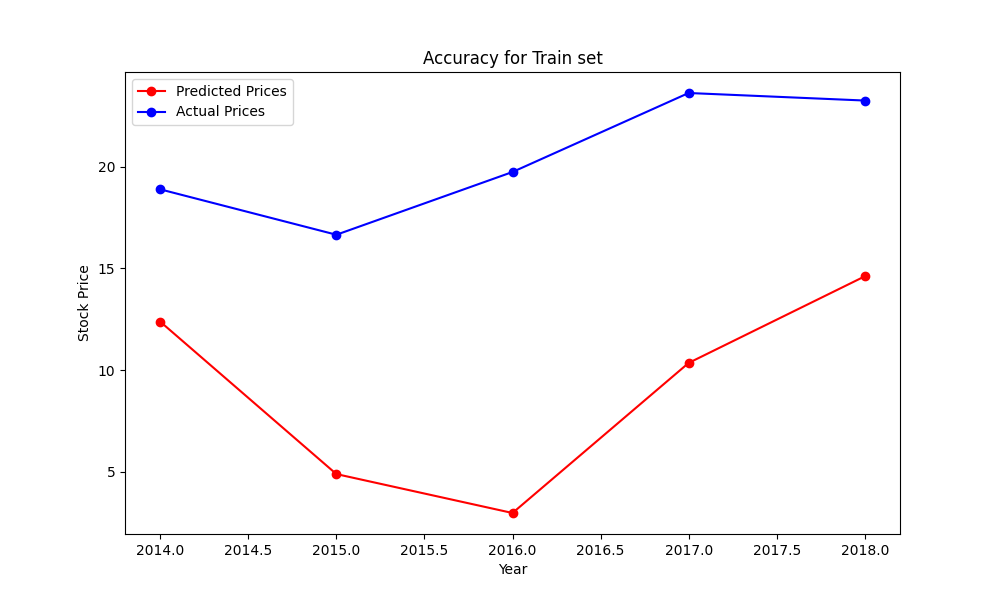 Accuracy for Train set
Predicted Prices
Actual Prices
20
15
10
5
Stock Price
2014.0 2014.5 2015.0 2015.5 2016.0 2016.5 2017.0 2017.5 2018.0
Year